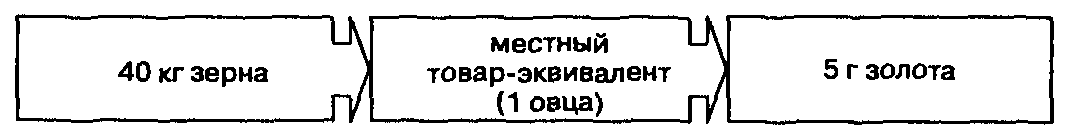 40 кг зерна
местный
товар-эквивалент
(1 овца)
5 г золота